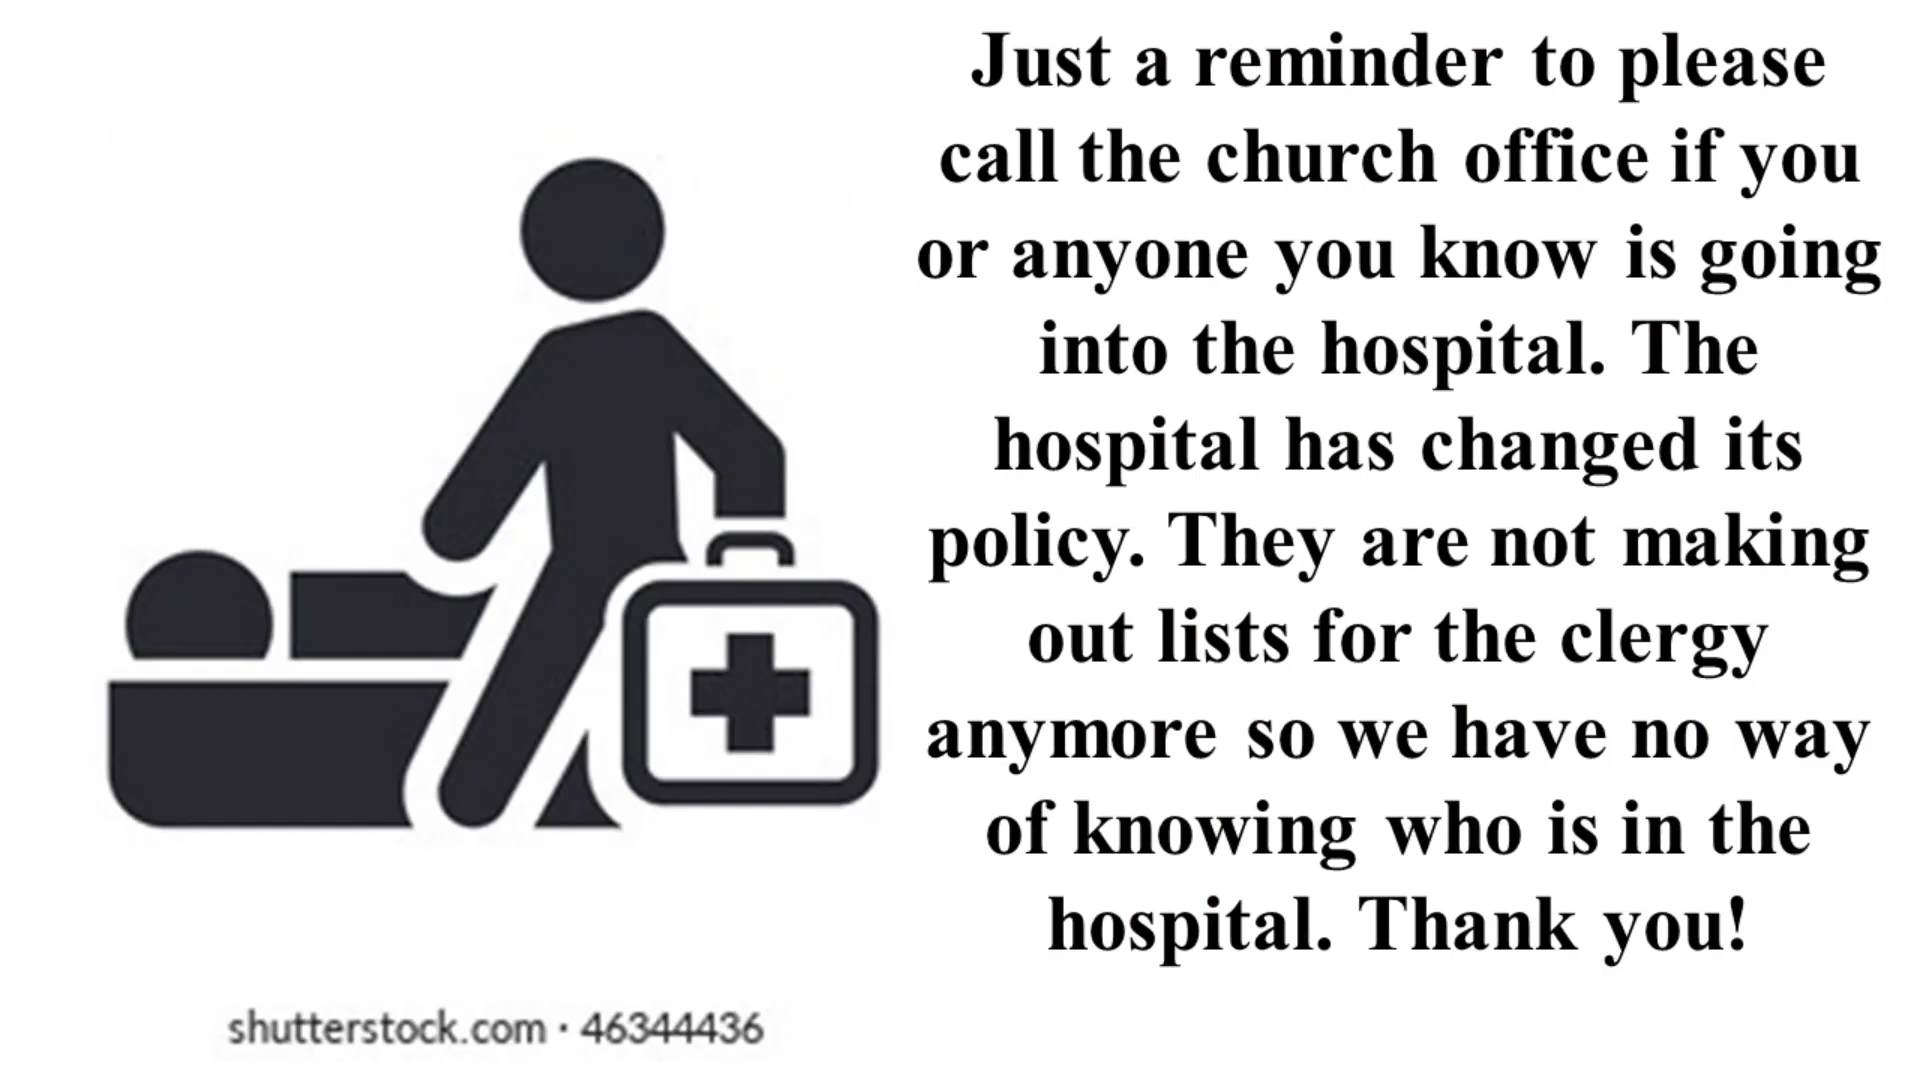 Just a reminder to please
call the church office if you
or anyone you know is going
into the hospital. The
hospital has changed its
policy. They are not making
out lists for the clergy
anymore so we have no way
of knowing who is in the
hospital. Thank you!
shutterstock.com · 46344436